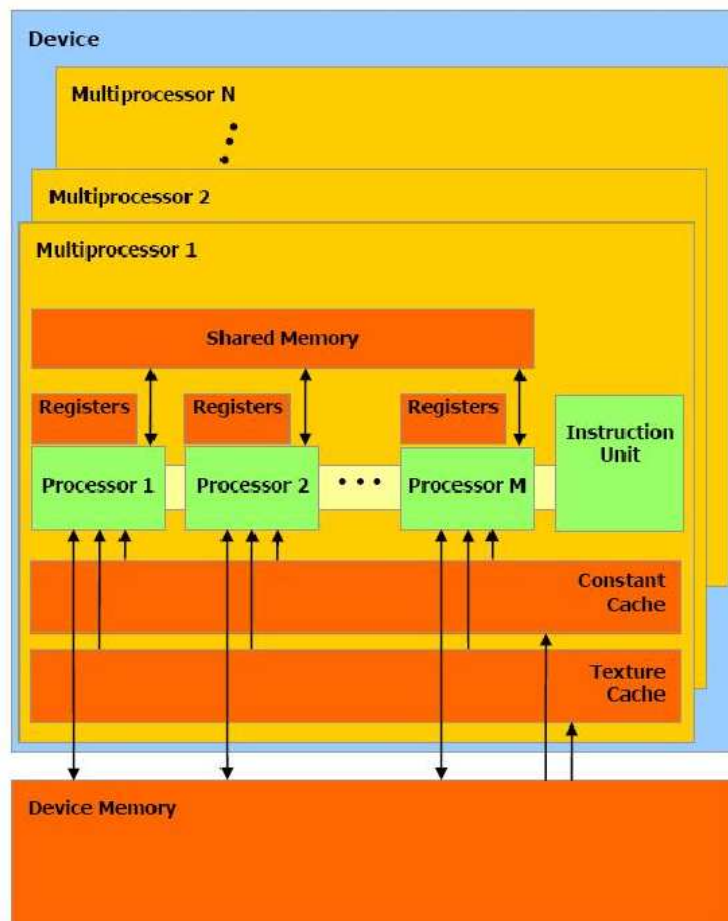 Device
Multiprocessor N
Multiprocessor 2
Multiprocessor 1
Shared Memory
Registers
Registers
Registers
Instruction
Unit
Processor 1
Processor 2
• • •
Processor M
Constant
Cache
Texture
Cache
Device Memory